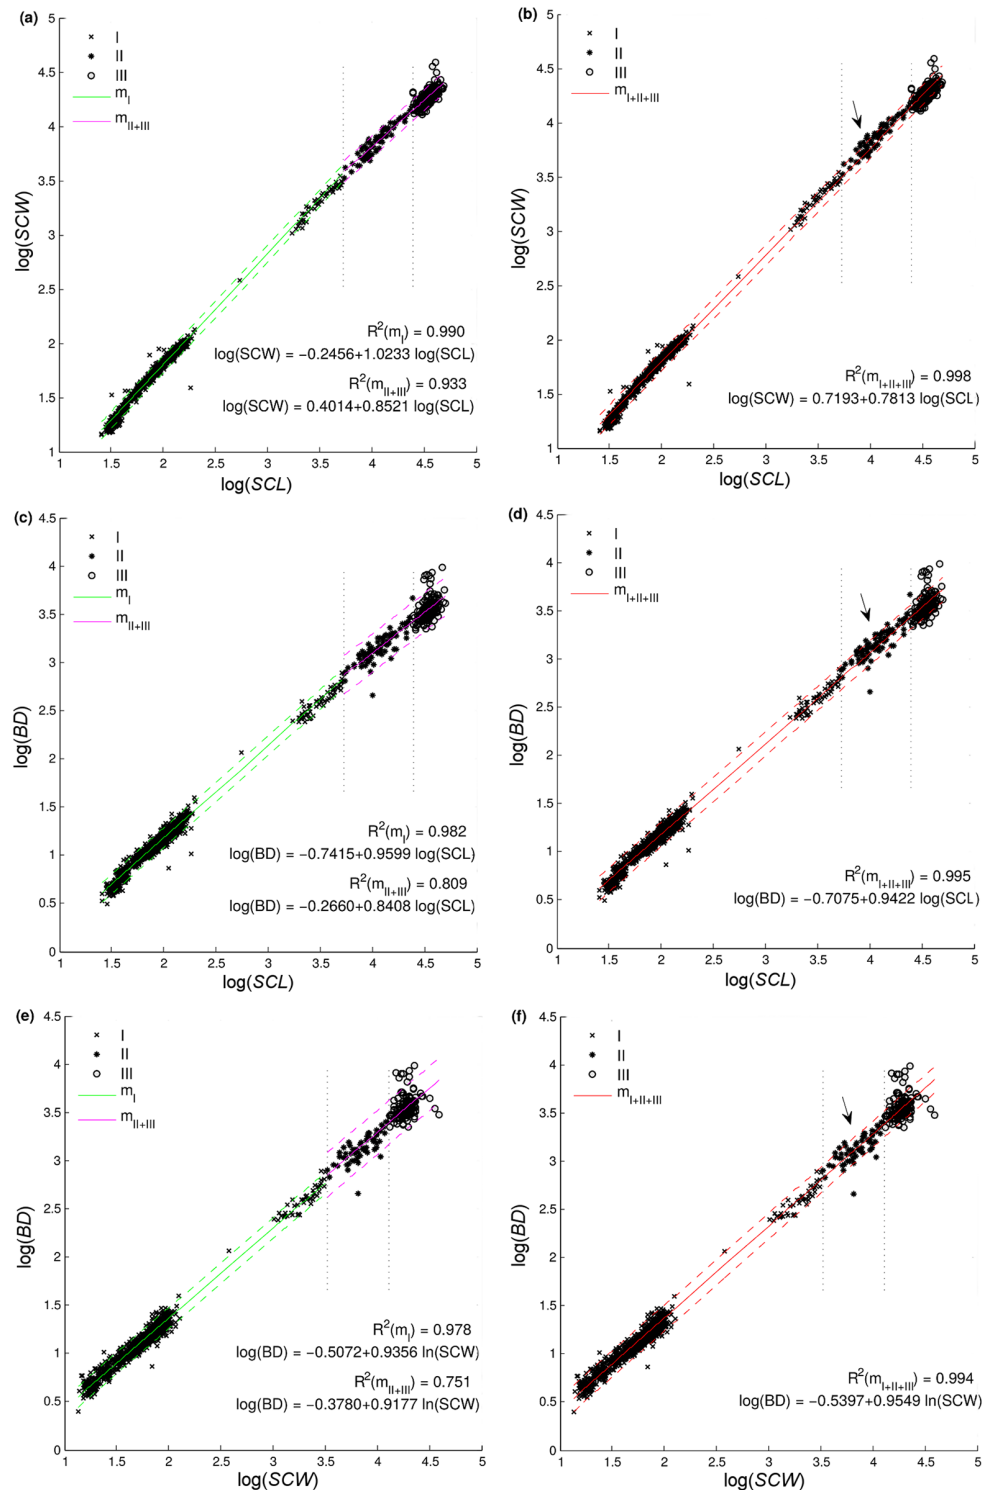 (a)
I
II
III
m_I
m_II+III
5
4.5
4
3.5
3
2.5
2
1.5
1
log(SCW)
R²(m_I) = 0.990
log(SCW) = −0.2456+1.0233 log(SCL)
R²(m_II+III) = 0.933
log(SCW) = 0.4014+0.8521 log(SCL)
1 1.5 2 2.5 3 3.5 4 4.5 5
log(SCL)
(b)
I
II
III
m_I+II+III
5
4.5
4
3.5
3
2.5
2
1.5
1
log(SCW)
R²(m_I+II+III) = 0.998
log(SCW) = 0.7193+0.7813 log(SCL)
1 1.5 2 2.5 3 3.5 4 4.5 5
log(SCL)
(c)
I
II
III
m_I
m_II+III
4.5
4
3.5
3
2.5
2
1.5
1
0.5
0
log(BD)
R²(m_I) = 0.982
log(BD) = −0.7415+0.9599 log(SCL)
R²(m_II+III) = 0.809
log(BD) = −0.2660+0.8408 log(SCL)
1 1.5 2 2.5 3 3.5 4 4.5 5
log(SCL)
(d)
I
II
III
m_I+II+III
4.5
4
3.5
3
2.5
2
1.5
1
0.5
0
log(BD)
R²(m_I+II+III) = 0.995
log(BD) = −0.7075+0.9422 log(SCL)
1 1.5 2 2.5 3 3.5 4 4.5 5
log(SCL)
(e)
I
II
III
m_I
m_II+III
4.5
4
3.5
3
2.5
2
1.5
1
0.5
0
log(BD)
R²(m_I) = 0.978
log(BD) = −0.5072+0.9356 ln(SCW)
R²(m_II+III) = 0.751
log(BD) = −0.3780+0.9177 ln(SCW)
1 1.5 2 2.5 3 3.5 4 4.5 5
log(SCW)
(f)
I
II
III
m_I+II+III
4.5
4
3.5
3
2.5
2
1.5
1
0.5
0
log(BD)
R²(m_I+II+III) = 0.994
log(BD) = −0.5397+0.9549 ln(SCW)
1 1.5 2 2.5 3 3.5 4 4.5 5
log(SCW)